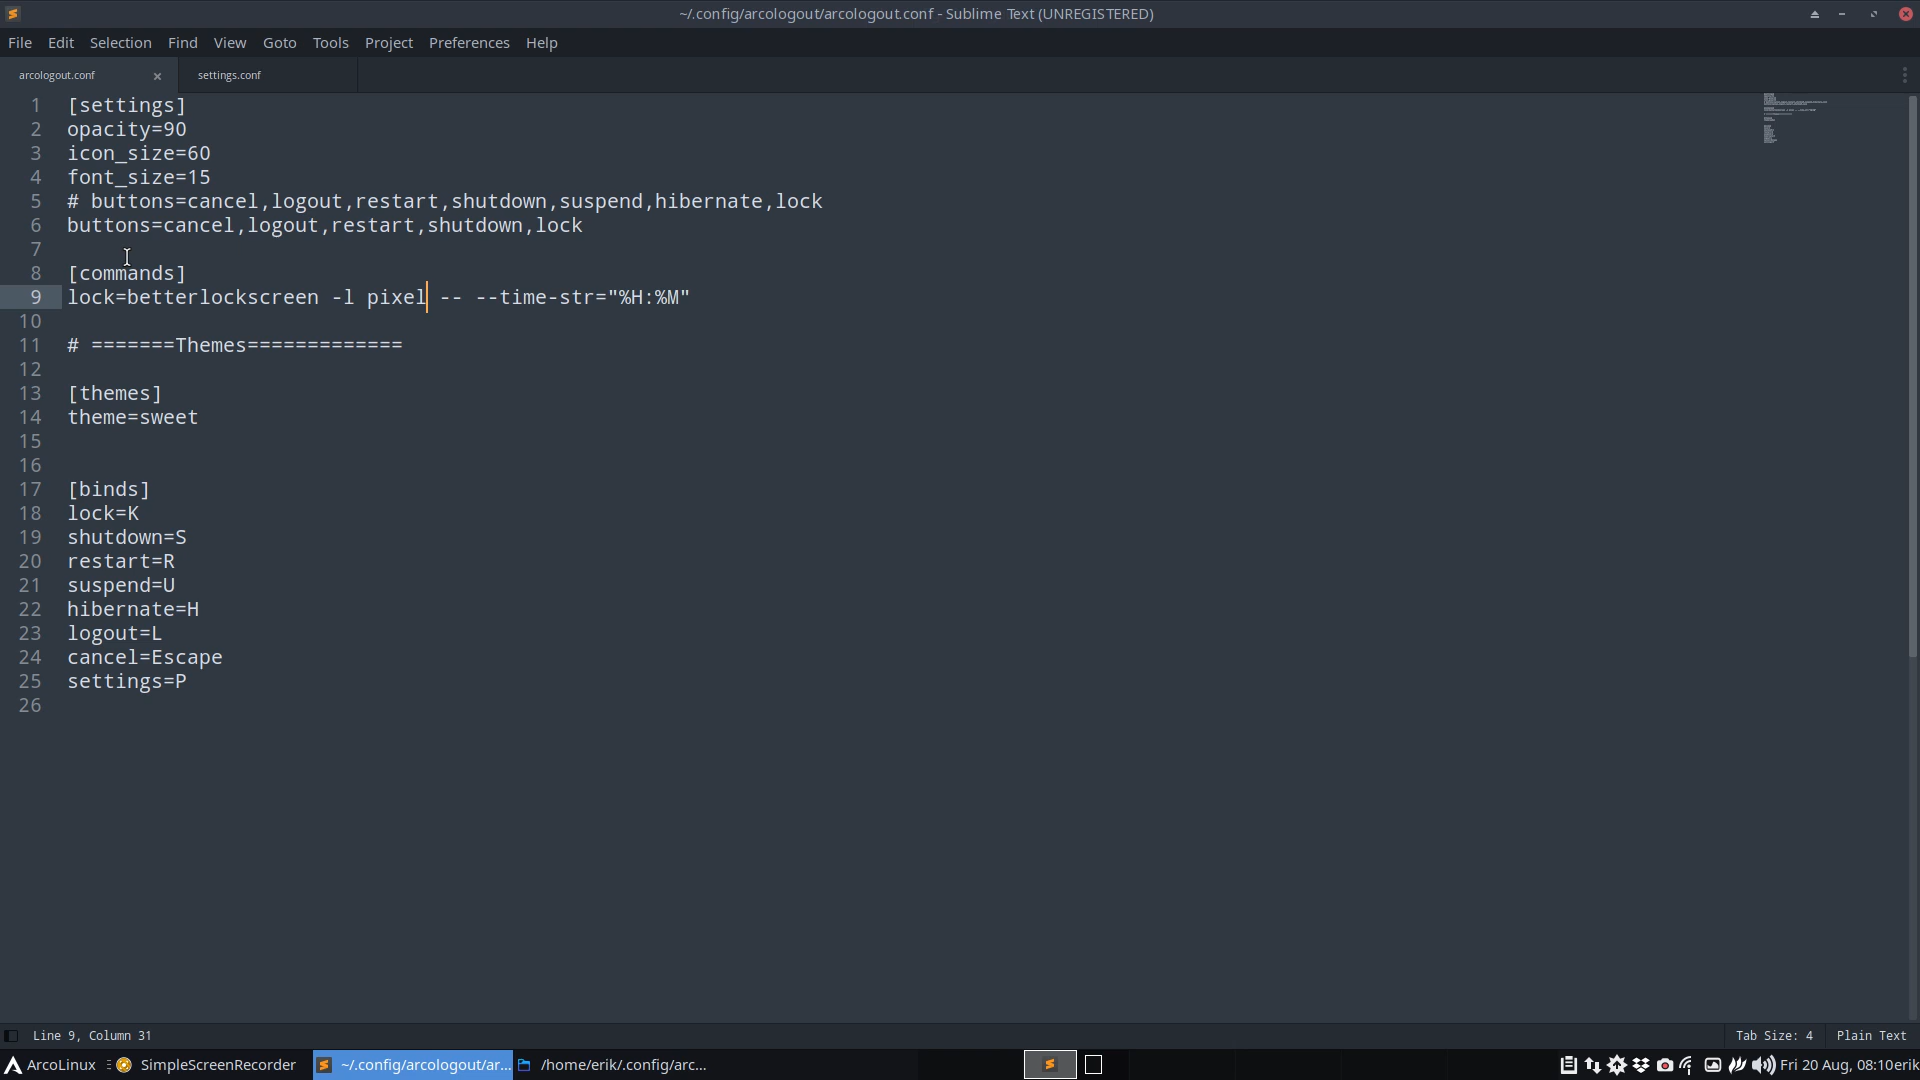 ~/.config/arcologout/arcologout.conf - Sublime Text (UNREGISTERED)
File Edit Selection Find View Goto Tools Project Preferences Help
arcologout.conf × settings.conf
1 [settings]
2 opacity=90
3 icon_size=60
4 font_size=15
5 # buttons=cancel,logout,restart,shutdown,suspend,hibernate,lock
6 buttons=cancel,logout,restart,shutdown,lock
7
8 [commands]
9 lock=betterlockscreen -l pixel -- --time-str="%H:%M"
10
11 # =======Themes=============
12
13 [themes]
14 theme=sweet
15
16
17 [binds]
18 lock=K
19 shutdown=S
20 restart=R
21 suspend=U
22 hibernate=H
23 logout=L
24 cancel=Escape
25 settings=P
26
Line 9, Column 31 Tab Size: 4 Plain Text
ArcoLinux SimpleScreenRecorder ~/.config/arcologout/ar... /home/erik/.config/arc... Fri 20 Aug, 08:10erik